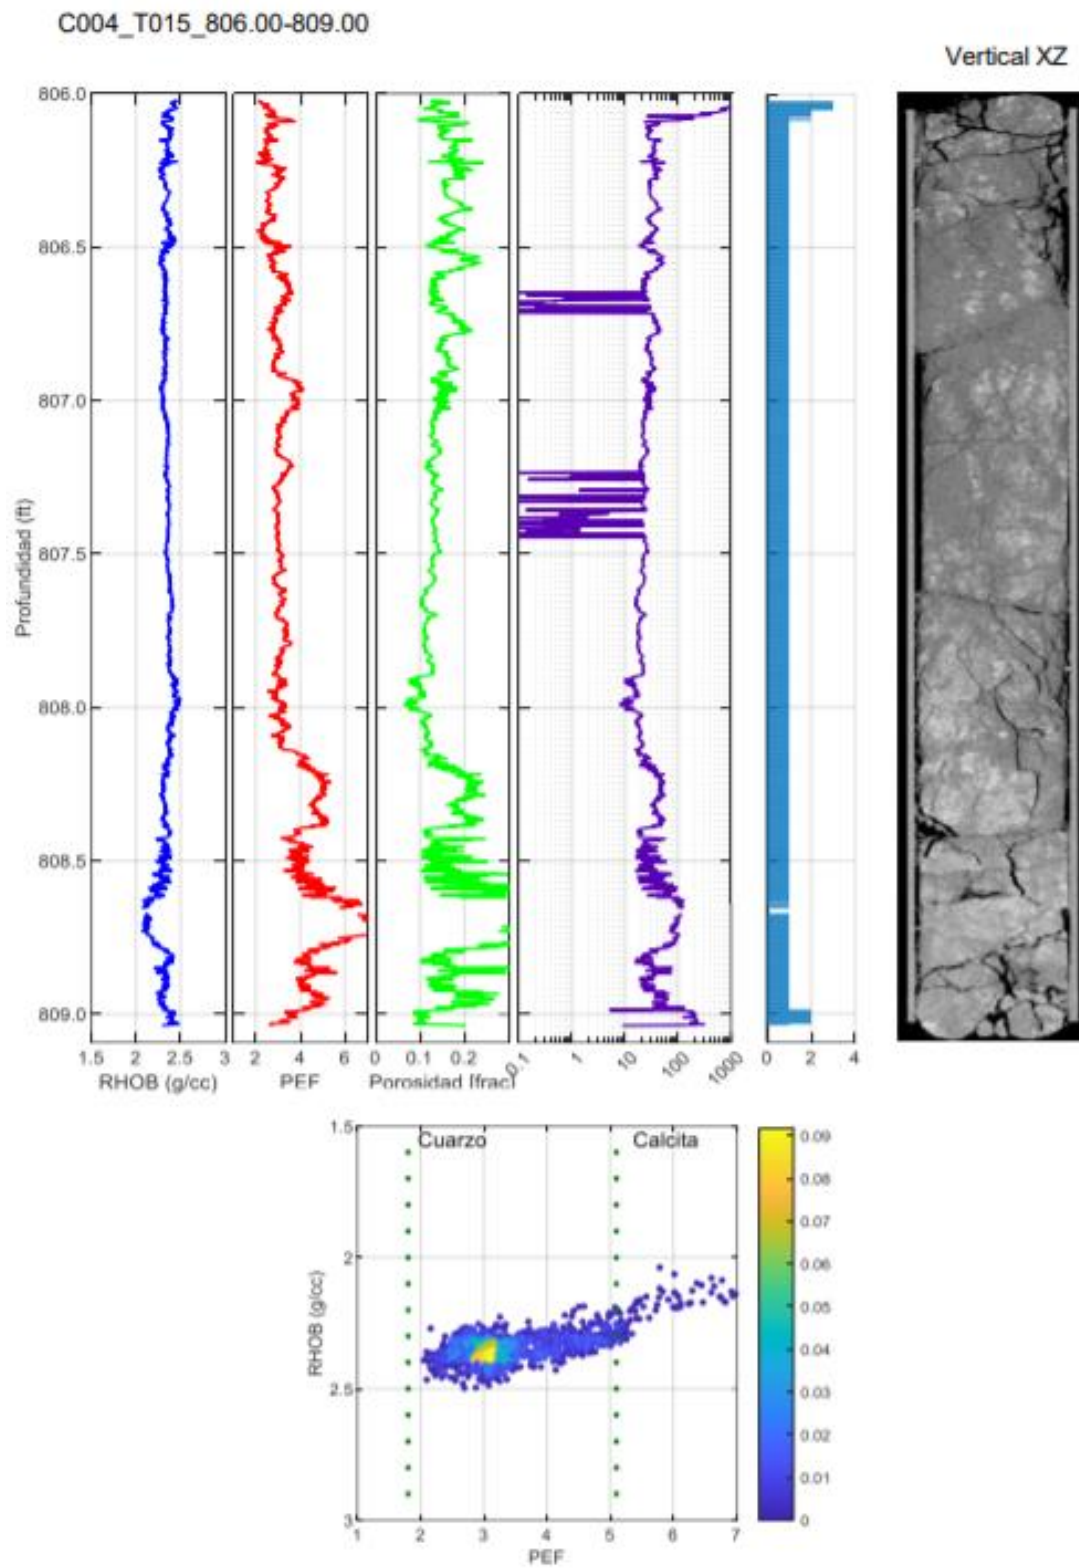 C004_T015_806.00-809.00
Vertical XZ
806.0
806.5
807.0
807.5
808.0
808.5
809.0
Profundidad (ft)
1.5 2 2.5 3
RHOB (g/cc)
2 4 6
PEF
0 0.1 0.2
Porosidad [frac]
0.1 1 10 100 1000
0 2 4
Cuarzo Calcita
1.5
2
2.5
3
RHOB (g/cc)
1 2 3 4 5 6 7
PEF
0.09
0.08
0.07
0.06
0.05
0.04
0.03
0.02
0.01
0